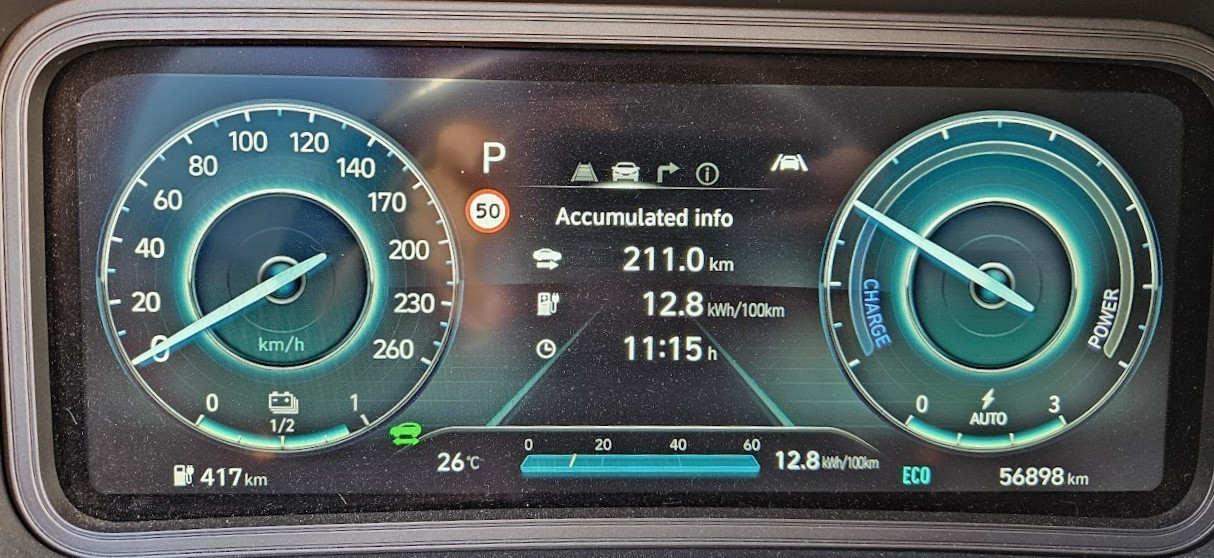 0
20
40
60
80
100
120
140
170
200
230
260
km/h
0
1/2
1
417 km
P
50
Accumulated info
211.0 km
12.8 kWh/100km
11:15 h
26°C
0 20 40 60
12.8 kWh/100km
CHARGE
POWER
0
AUTO
3
ECO
56898 km